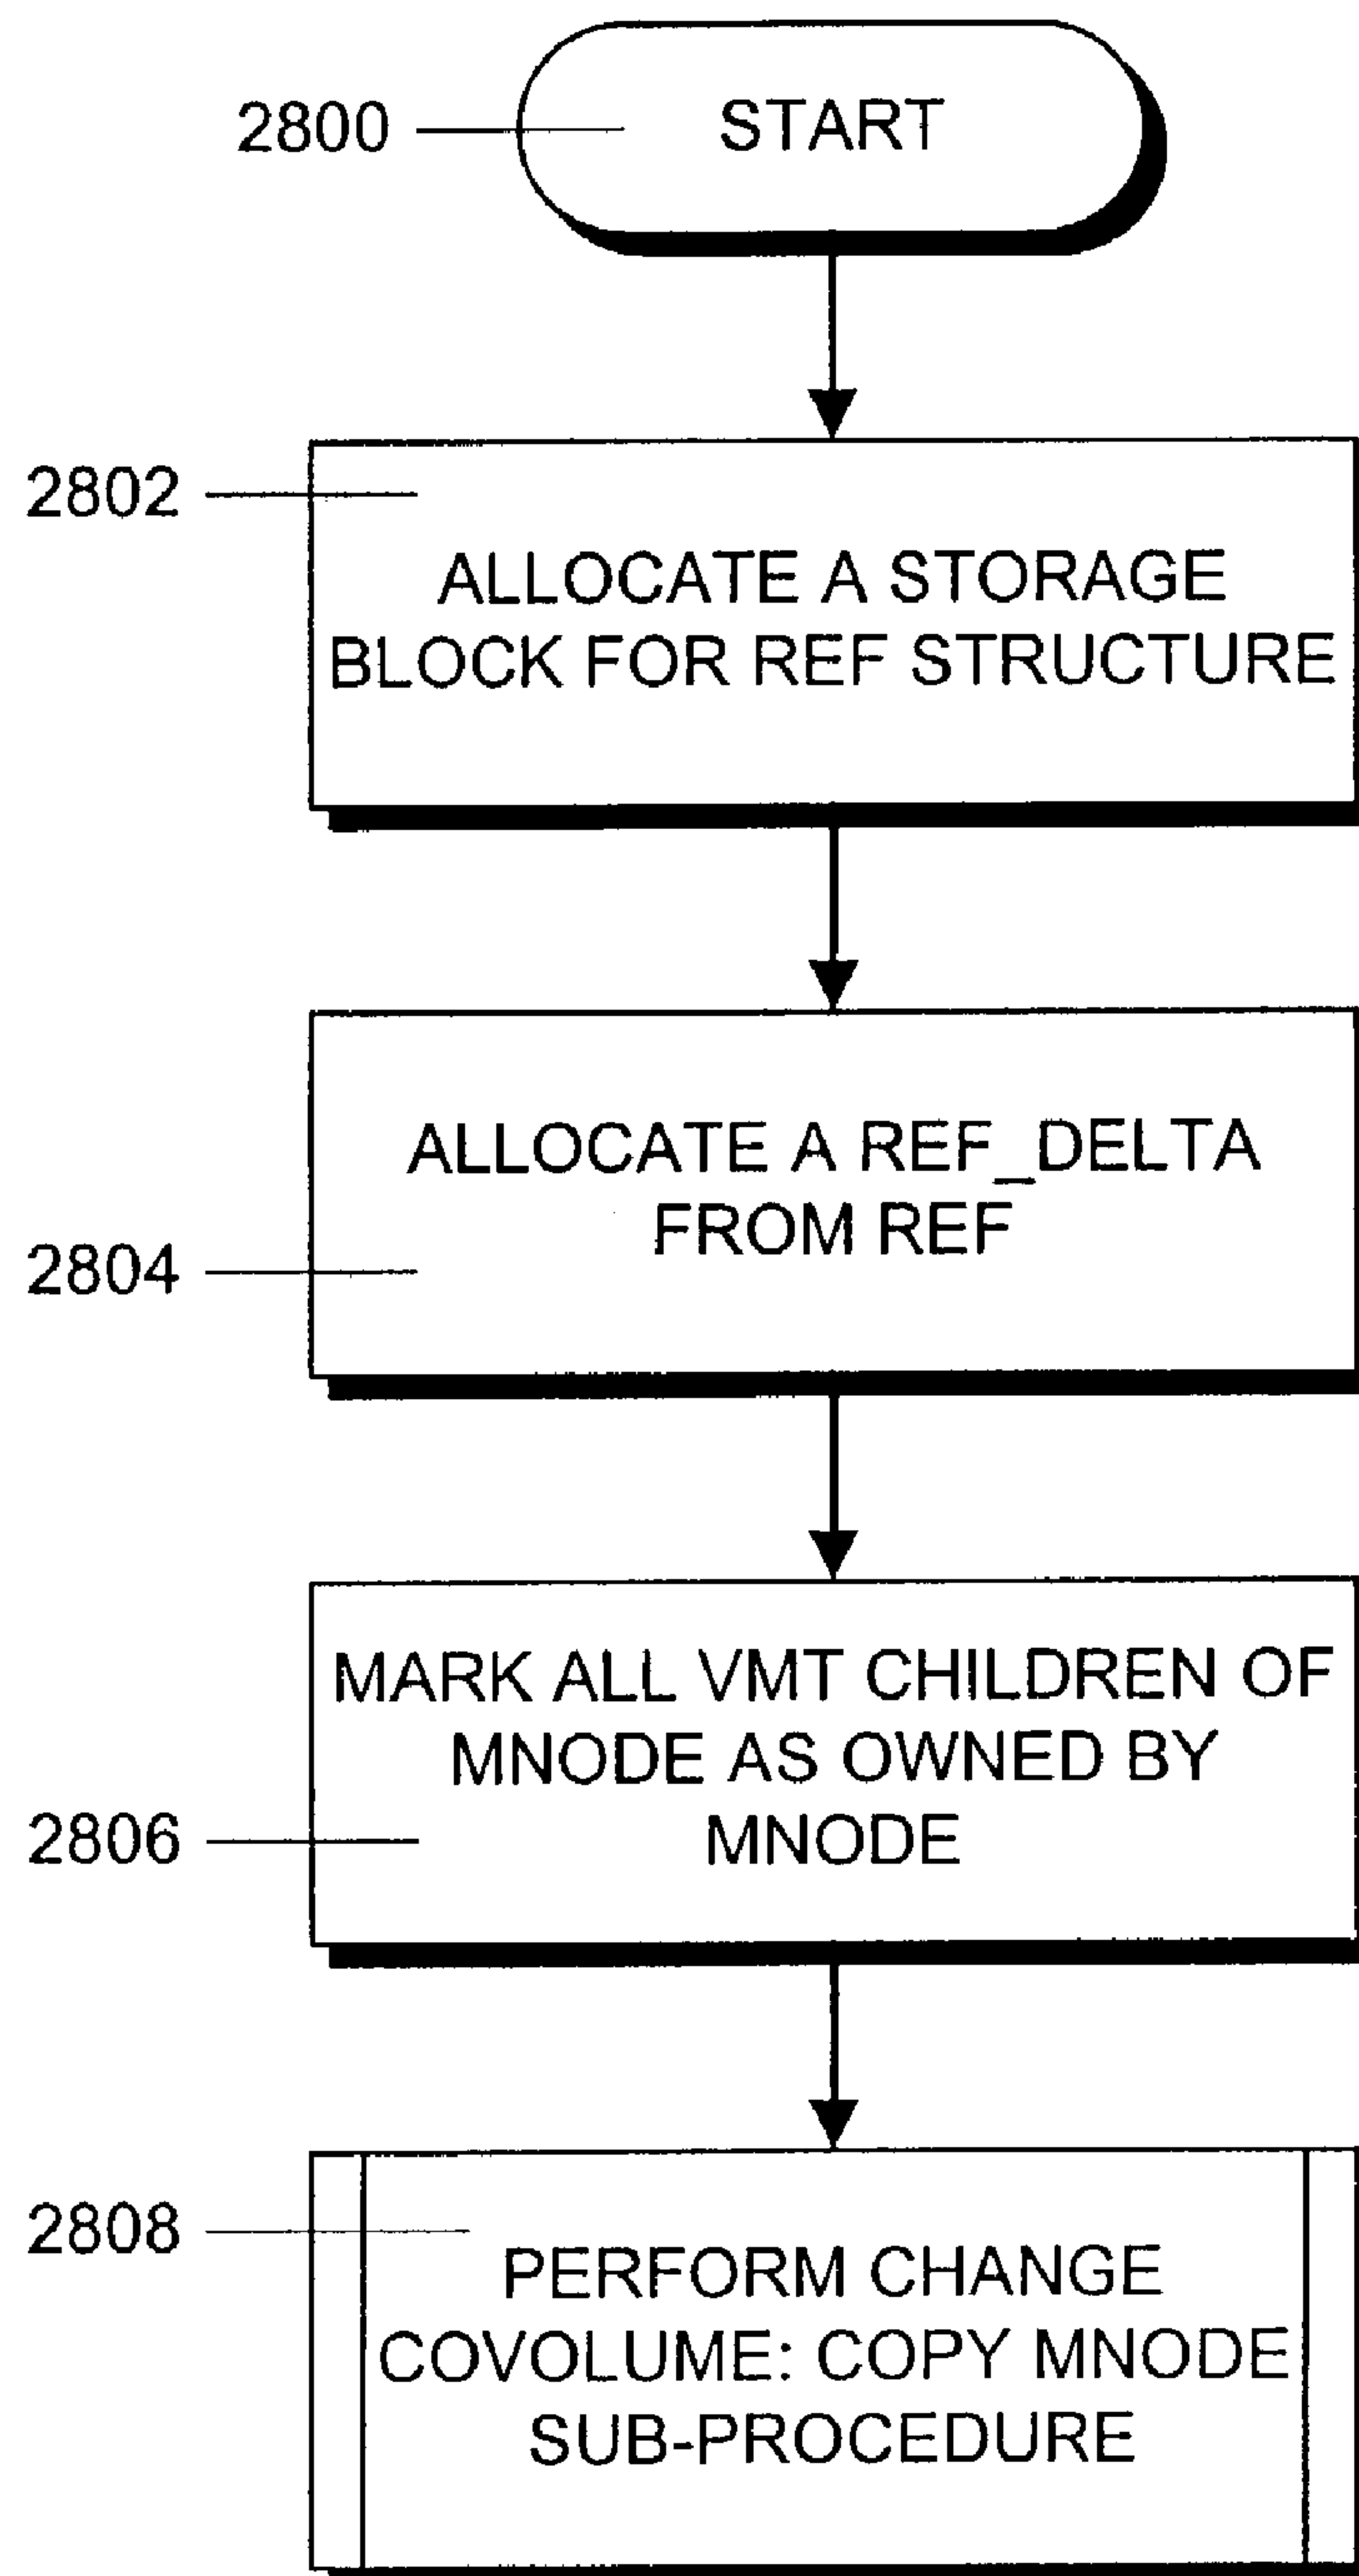 2800
START
2802
ALLOCATE A STORAGE
BLOCK FOR REF STRUCTURE
ALLOCATE A REF_DELTA
FROM REF
2804
MARK ALL VMT CHILDREN OF
MNODE AS OWNED BY
MNODE
2806
2808
PERFORM CHANGE
COVOLUME: COPY MNODE
SUB-PROCEDURE